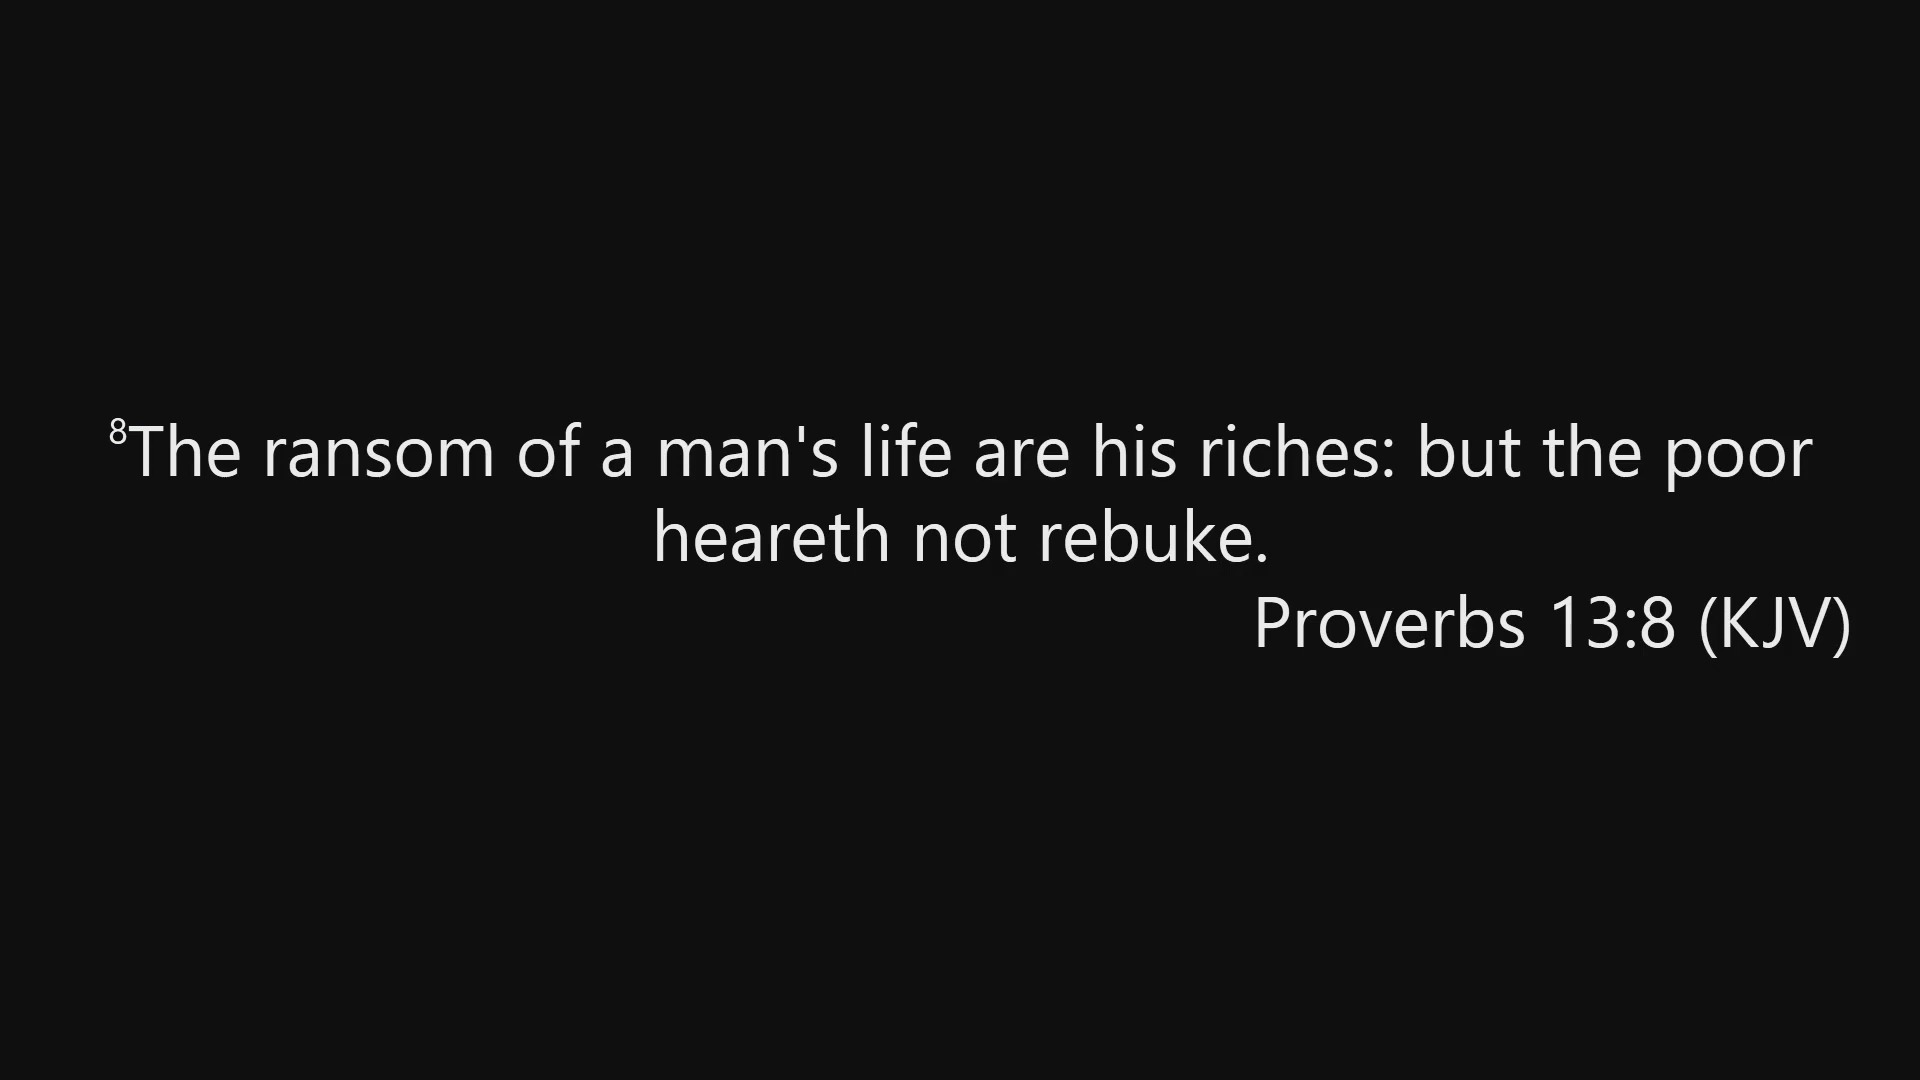 ⁸The ransom of a man's life are his riches: but the poor
heareth not rebuke.
Proverbs 13:8 (KJV)